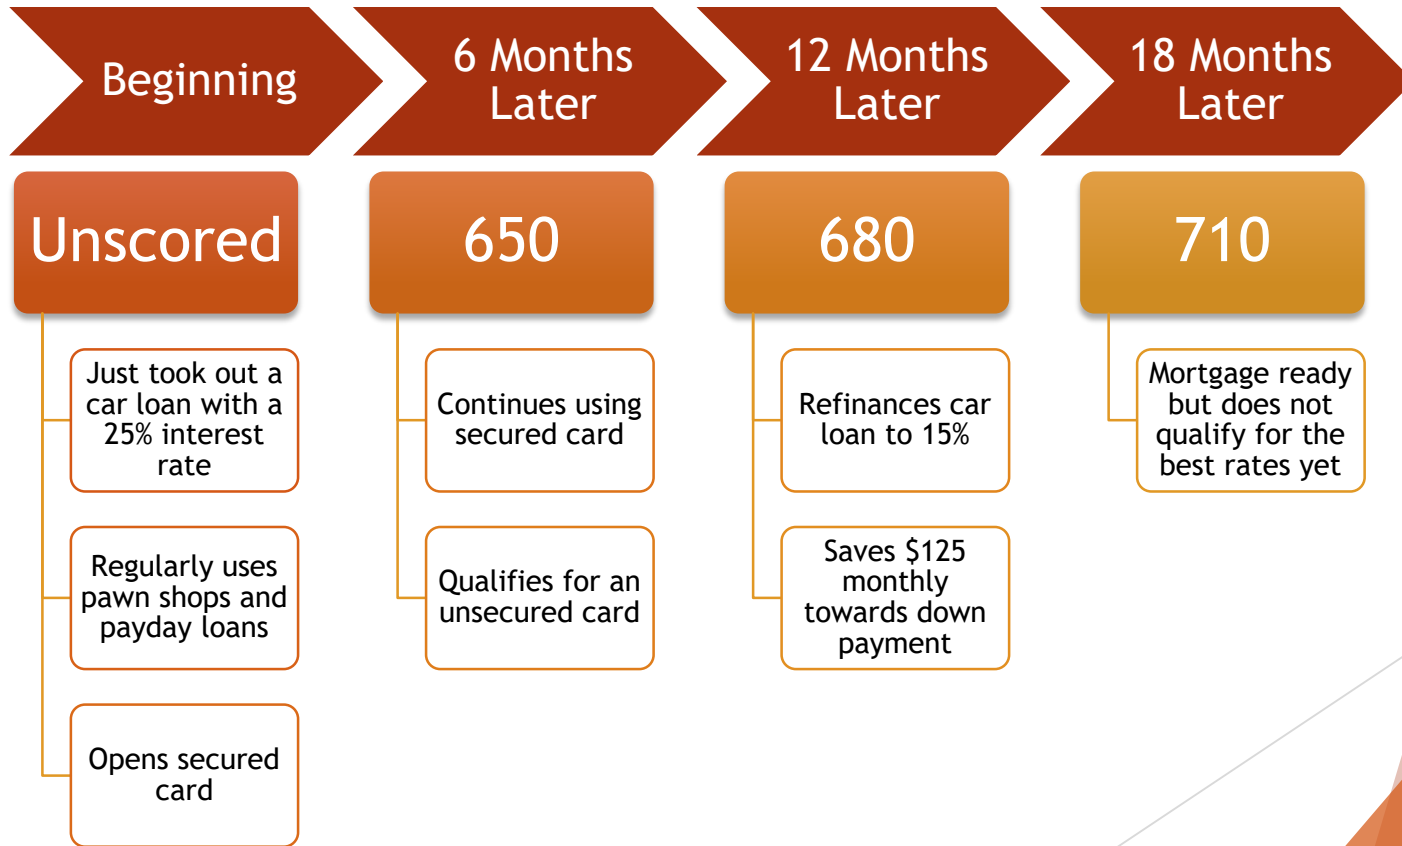 Beginning
6 Months
Later
12 Months
Later
18 Months
Later
Unscored
650
680
710
Just took out a
car loan with a
25% interest
rate
Regularly uses
pawn shops and
payday loans
Opens secured
card
Continues using
secured card
Qualifies for an
unsecured card
Refinances car
loan to 15%
Saves $125
monthly
towards down
payment
Mortgage ready
but does not
qualify for the
best rates yet